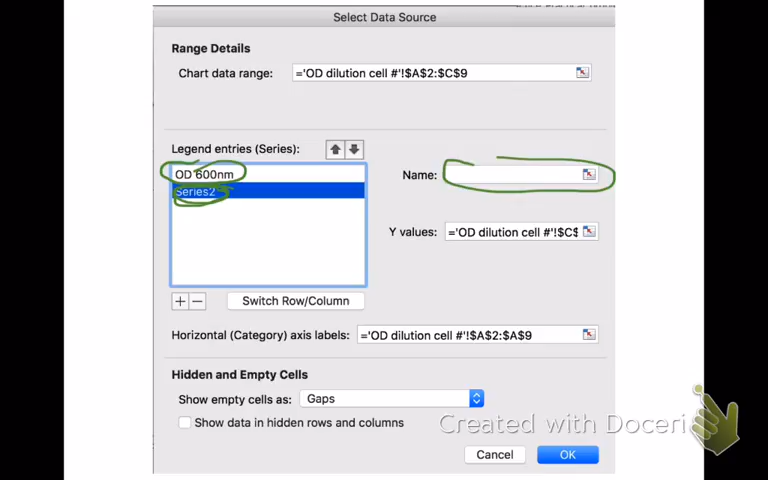 Select Data Source
Range Details
Chart data range: ='OD dilution cell #'!$A$2:$C$9
Legend entries (Series):
OD 600nm
Name:
Series2
Y values: ='OD dilution cell #'!$C$
+ − Switch Row/Column
Horizontal (Category) axis labels: ='OD dilution cell #'!$A$2:$A$9
Hidden and Empty Cells
Show empty cells as: Gaps
Show data in hidden rows and columns
Created with Doceri
Cancel OK